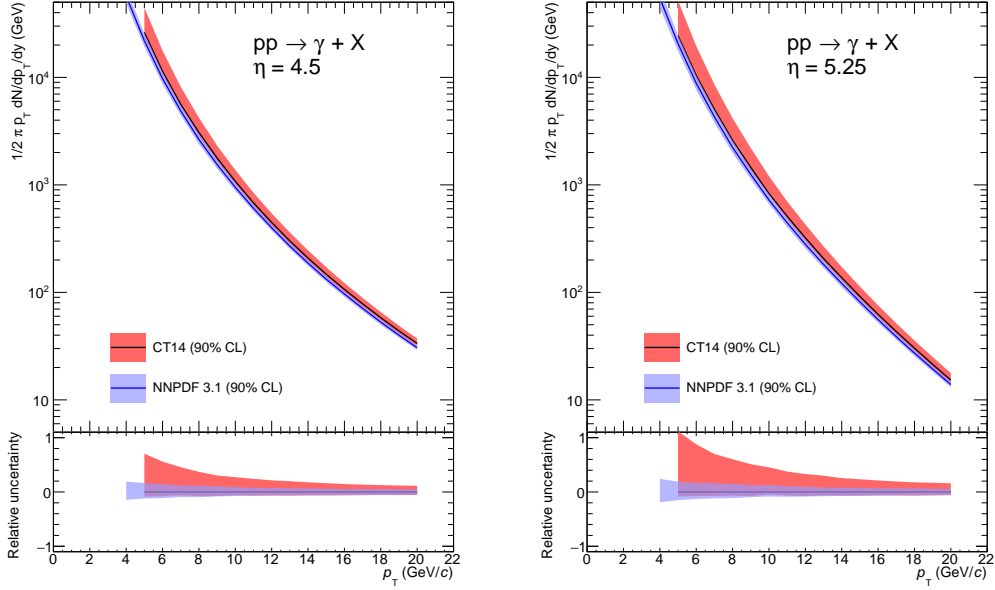 1/2 π p_T dN/dp_T/dy (GeV)
10^4
10^3
10^2
10
pp → γ + X
η = 4.5
CT14 (90% CL)
NNPDF 3.1 (90% CL)
Relative uncertainty
1
0
−1
0 2 4 6 8 10 12 14 16 18 20 22
p_T (GeV/c)
1/2 π p_T dN/dp_T/dy (GeV)
10^4
10^3
10^2
10
pp → γ + X
η = 5.25
CT14 (90% CL)
NNPDF 3.1 (90% CL)
Relative uncertainty
1
0
−1
0 2 4 6 8 10 12 14 16 18 20 22
p_T (GeV/c)